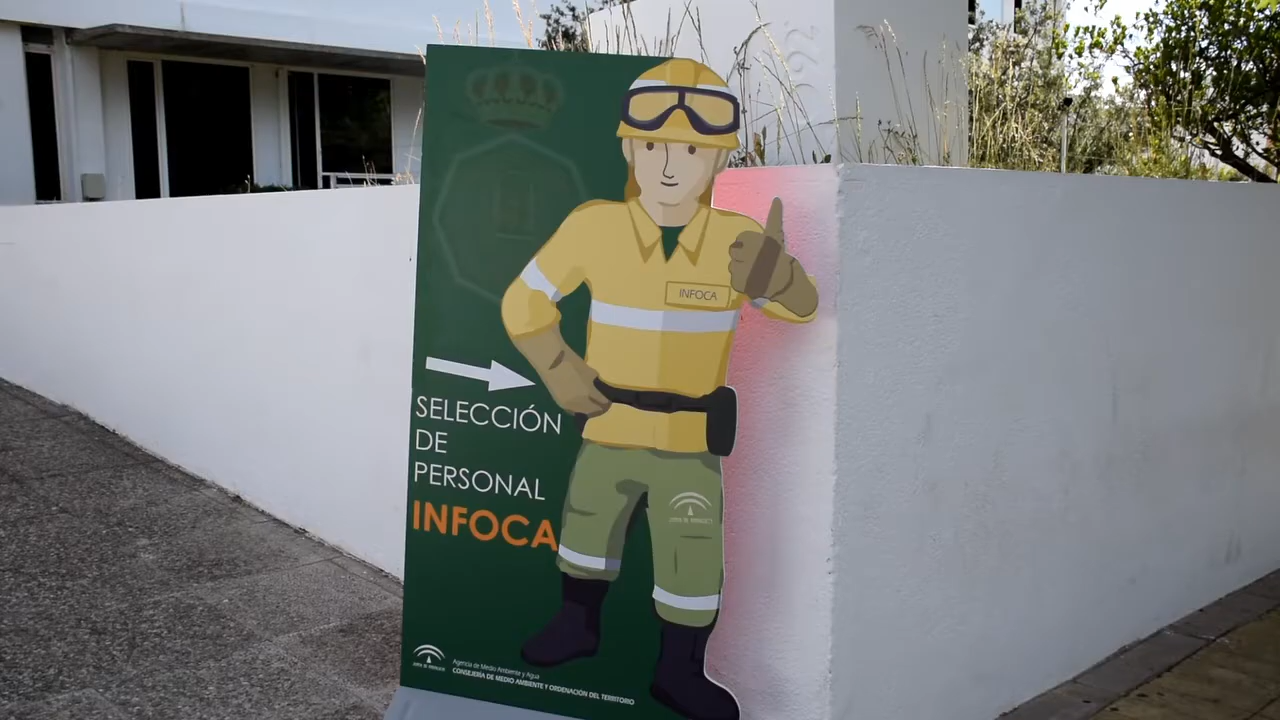 INFOCA
SELECCIÓN
DE
PERSONAL
INFOCA
Agencia de Medio Ambiente y Agua
CONSEJERÍA DE MEDIO AMBIENTE Y ORDENACIÓN DEL TERRITORIO